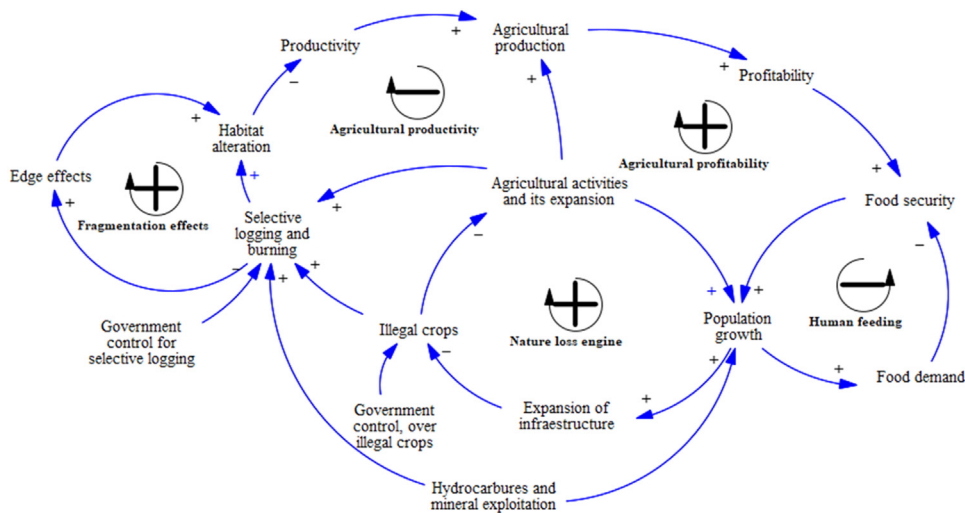 Productivity
+
Agricultural
production
+
Profitability
−
+
+
Agricultural productivity
Habitat
alteration
+
Agricultural profitability
Edge effects
+
+
Agricultural activities
and its expansion
+
Food security
+
Fragmentation effects
Selective
logging and
burning
−
−
−
+
+
+
+
Government
control for
selective logging
Illegal crops
−
Nature loss engine
Population
growth
Human feeding
+
+
Food demand
Government
control, over
illegal crops
Expansion of
infraestructure
+
Hydrocarbures and
mineral exploitation